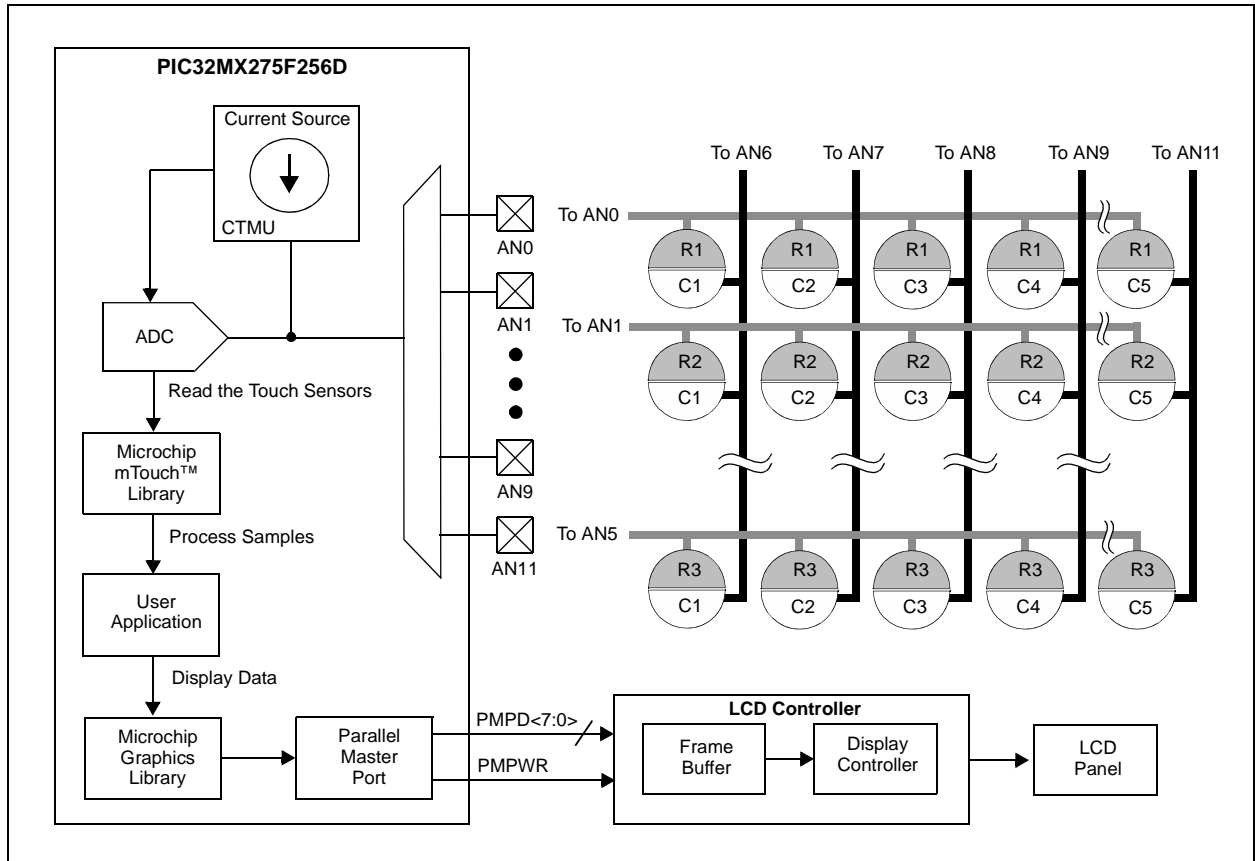 PIC32MX275F256D
Current Source
CTMU
ADC
Read the Touch Sensors
Microchip
mTouch™
Library
Process Samples
User
Application
Display Data
Microchip
Graphics
Library
Parallel
Master
Port
AN0
AN1
AN9
AN11
To AN6
To AN7
To AN8
To AN9
To AN11
To AN0
R1
R1
R1
R1
R1
C1
C2
C3
C4
C5
To AN1
R2
R2
R2
R2
R2
C1
C2
C3
C4
C5
To AN5
R3
R3
R3
R3
R3
C1
C2
C3
C4
C5
PMPD<7:0>
PMPWR
LCD Controller
Frame
Buffer
Display
Controller
LCD
Panel